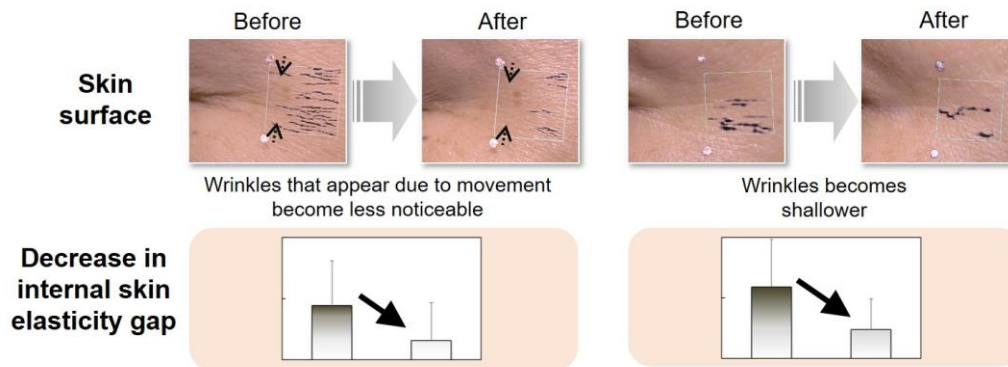 Before
After
Before
After
Skin
surface
Wrinkles that appear due to movement
become less noticeable
Wrinkles becomes
shallower
Decrease in
internal skin
elasticity gap